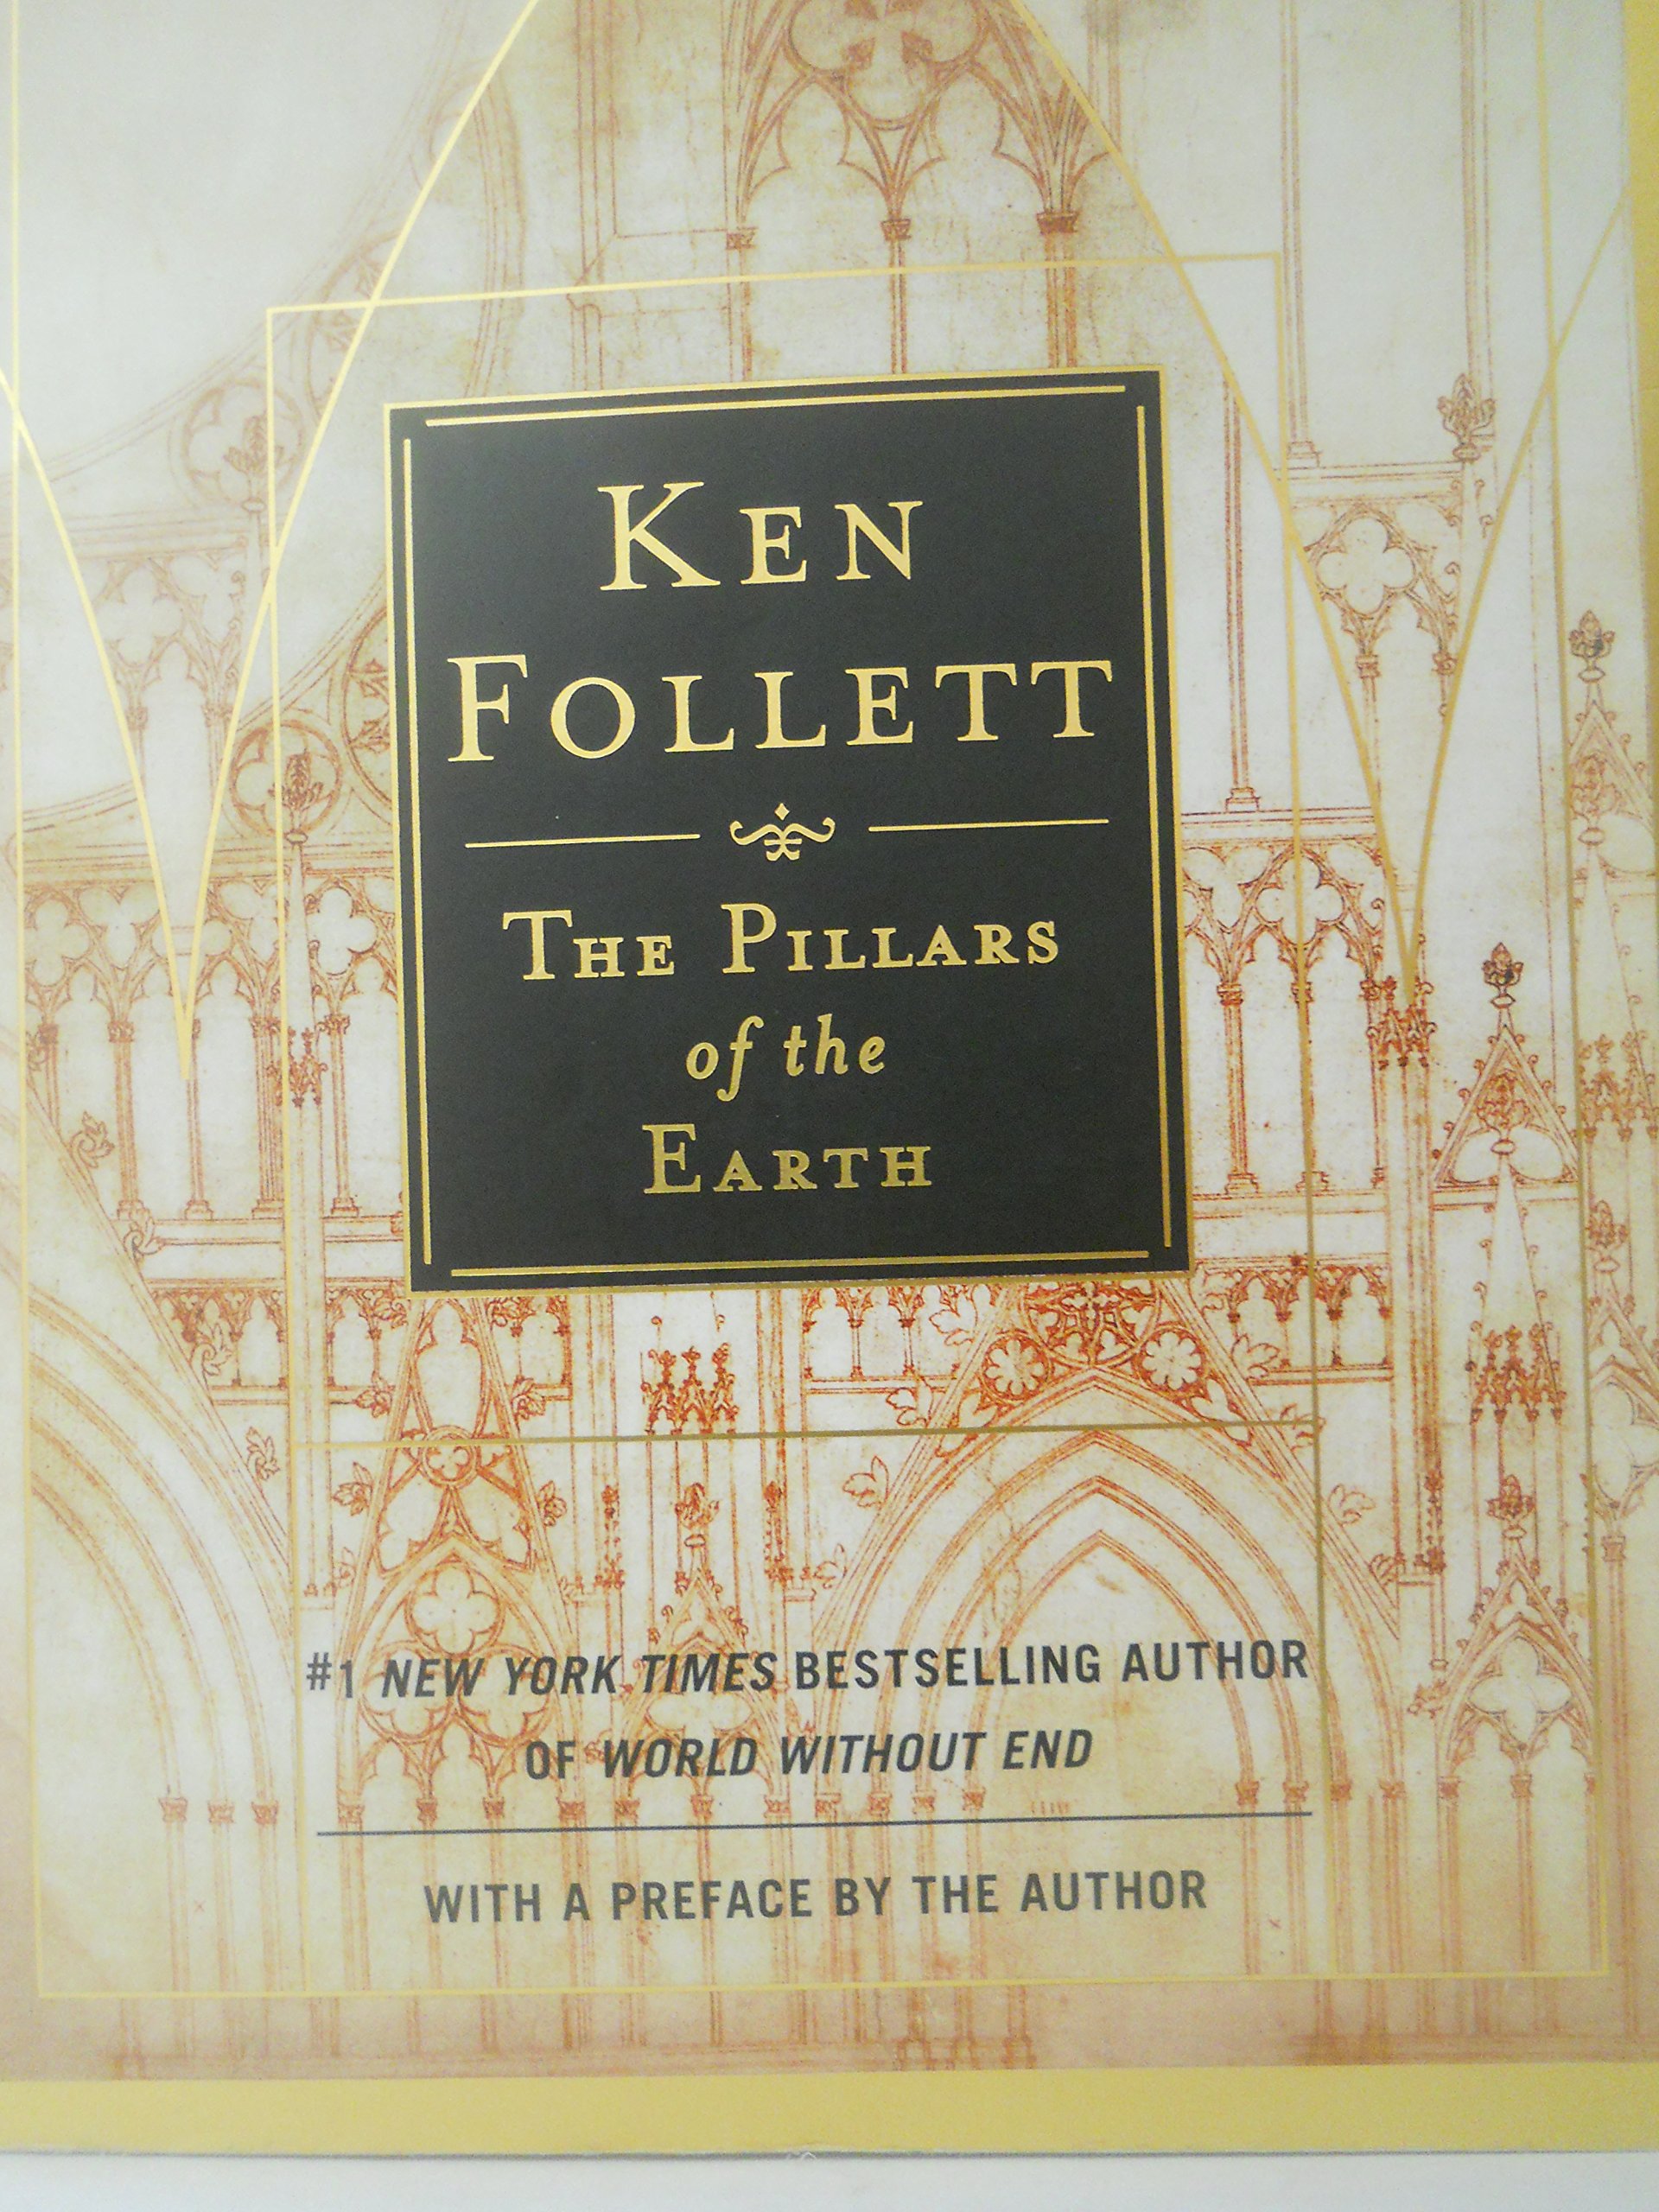 KEN
FOLLETT
THE PILLARS
of the
EARTH
#1 NEW YORK TIMES BESTSELLING AUTHOR
OF WORLD WITHOUT END
WITH A PREFACE BY THE AUTHOR